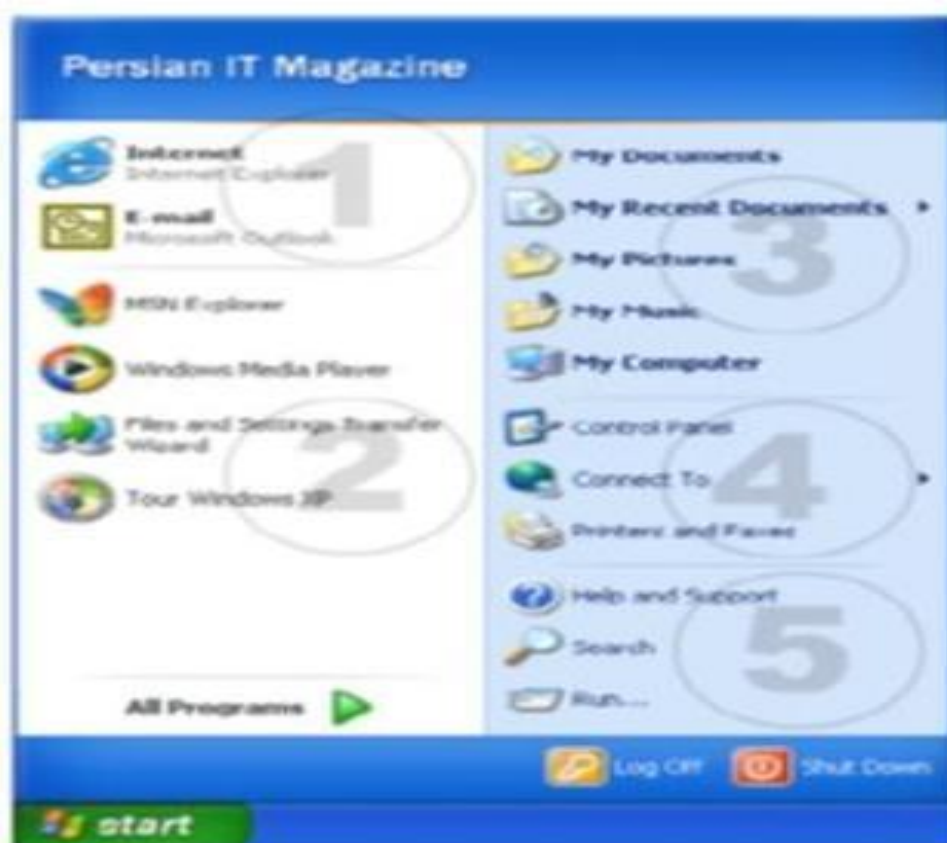 Persian IT Magazine
Internet
Internet Explorer
E-mail
Microsoft Outlook
MSN Explorer
Windows Media Player
Files and Settings Transfer
Wizard
Tour Windows XP
All Programs
1
2
My Documents
My Recent Documents
My Pictures
My Music
My Computer
3
Control Panel
Connect To
Printers and Faxes
4
Help and Support
Search
Run...
5
Log Off
Shut Down
start